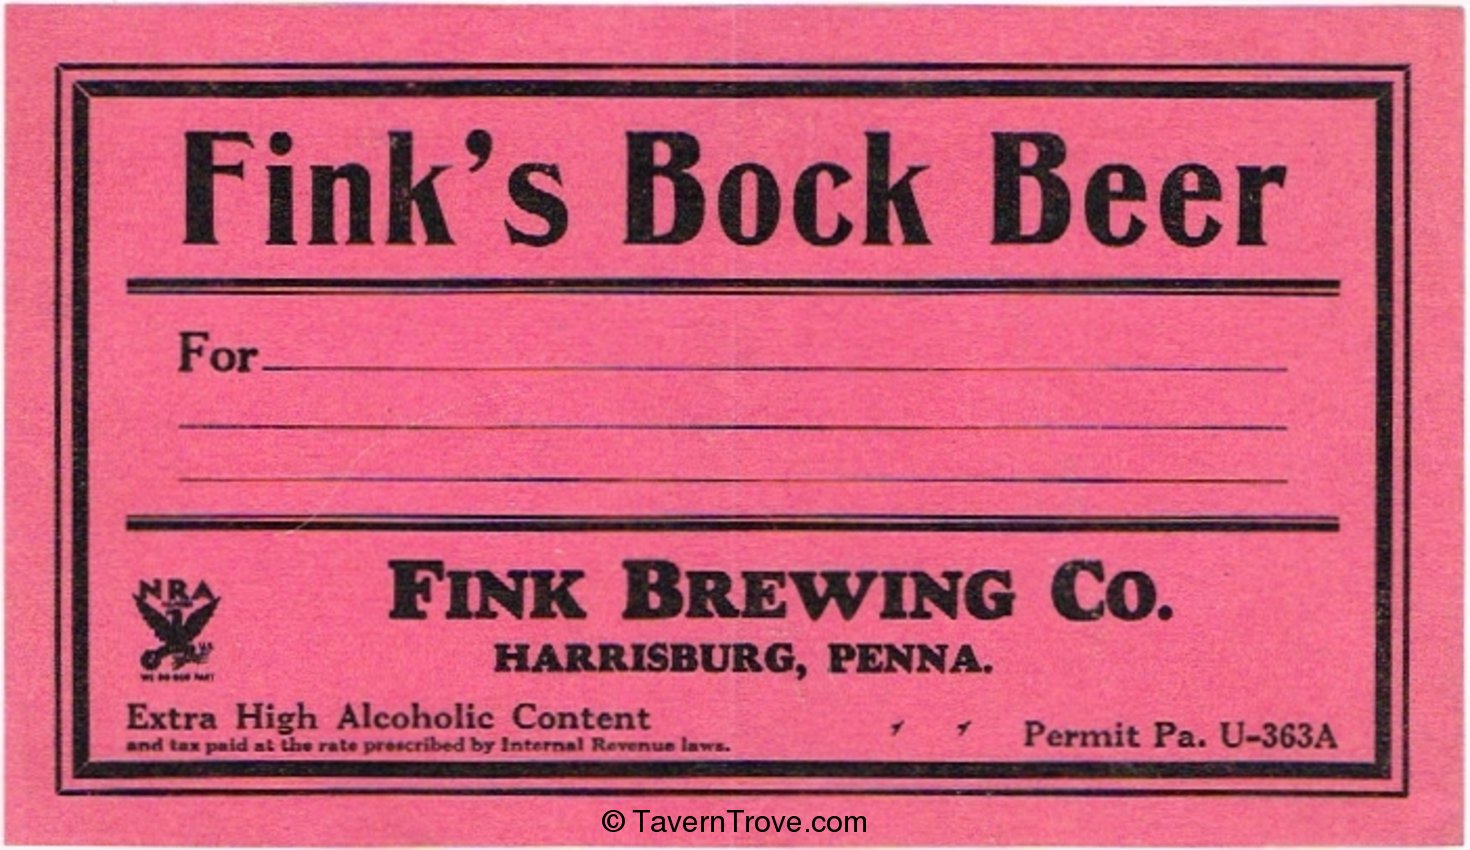 Fink's Bock Beer
For
FINK BREWING CO.
HARRISBURG, PENNA.
NRA
WE DO OUR PART
Extra High Alcoholic Content
and tax paid at the rate prescribed by Internal Revenue laws.
Permit Pa. U-363A
© TavernTrove.com